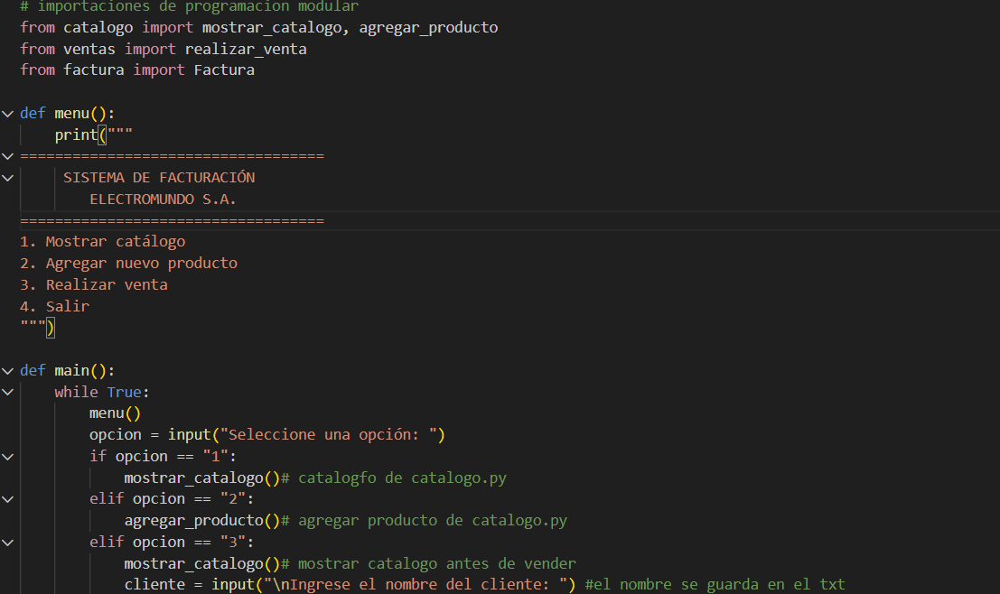 # importaciones de programacion modular
from catalogo import mostrar_catalogo, agregar_producto
from ventas import realizar_venta
from factura import Factura
def menu():
print("""
===================================
SISTEMA DE FACTURACIÓN
ELECTROMUNDO S.A.
===================================
1. Mostrar catálogo
2. Agregar nuevo producto
3. Realizar venta
4. Salir
""")
def main():
while True:
menu()
opcion = input("Seleccione una opción: ")
if opcion == "1":
mostrar_catalogo()# catalogfo de catalogo.py
elif opcion == "2":
agregar_producto()# agregar producto de catalogo.py
elif opcion == "3":
mostrar_catalogo()# mostrar catalogo antes de vender
cliente = input("\nIngrese el nombre del cliente: ") #el nombre se guarda en el txt